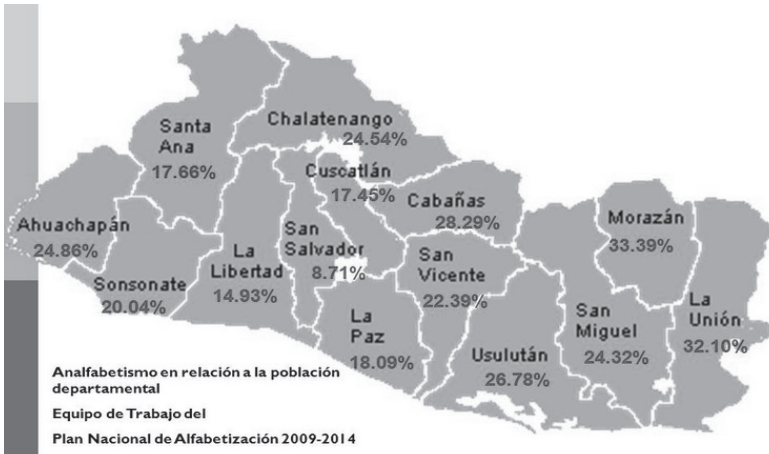 Chalatenango
24.54%
Santa
Ana
17.66%
Cuscatlán
17.45%
Cabañas
28.29%
Morazán
33.39%
Ahuachapán
24.86%
San
Salvador
8.71%
La
Libertad
14.93%
San
Vicente
22.39%
Sonsonate
20.04%
La
Unión
32.10%
San
Miguel
24.32%
La
Paz
18.09%
Usulután
26.78%
Analfabetismo en relación a la población
departamental
Equipo de Trabajo del
Plan Nacional de Alfabetización 2009-2014